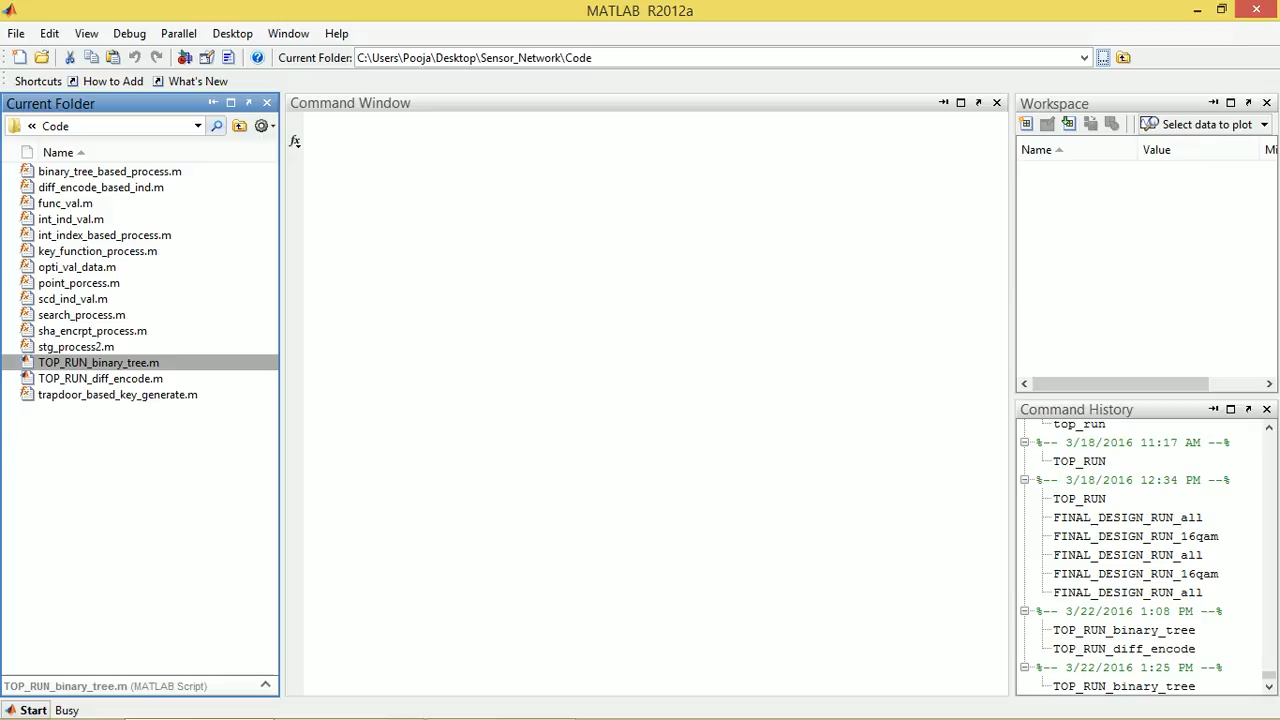 MATLAB R2012a
File Edit View Debug Parallel Desktop Window Help
Current Folder: C:\Users\Pooja\Desktop\Sensor_Network\Code
Shortcuts How to Add What's New
Current Folder
« Code
Name
binary_tree_based_process.m
diff_encode_based_ind.m
func_val.m
int_ind_val.m
int_index_based_process.m
key_function_process.m
opti_val_data.m
point_porcess.m
scd_ind_val.m
search_process.m
sha_encrpt_process.m
stg_process2.m
TOP_RUN_binary_tree.m
TOP_RUN_diff_encode.m
trapdoor_based_key_generate.m
TOP_RUN_binary_tree.m (MATLAB Script)
Command Window
fx
Workspace
Select data to plot
Name Value Mi
Command History
top_run
%-- 3/18/2016 11:17 AM --%
TOP_RUN
%-- 3/18/2016 12:34 PM --%
TOP_RUN
FINAL_DESIGN_RUN_all
FINAL_DESIGN_RUN_16qam
FINAL_DESIGN_RUN_all
FINAL_DESIGN_RUN_16qam
FINAL_DESIGN_RUN_all
%-- 3/22/2016 1:08 PM --%
TOP_RUN_binary_tree
TOP_RUN_diff_encode
%-- 3/22/2016 1:25 PM --%
TOP_RUN_binary_tree
Start Busy